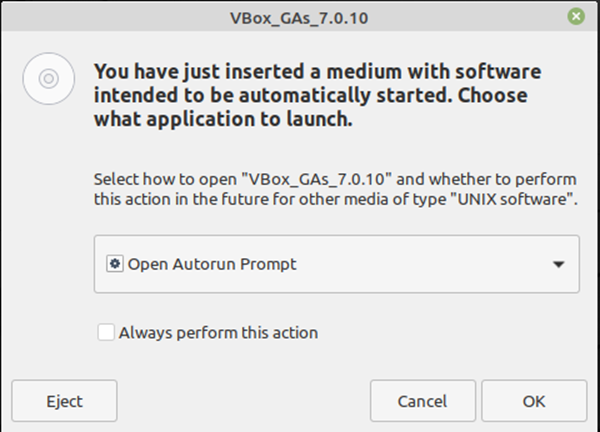 VBox_GAs_7.0.10
You have just inserted a medium with software
intended to be automatically started. Choose
what application to launch.
Select how to open "VBox_GAs_7.0.10" and whether to perform
this action in the future for other media of type "UNIX software".
Open Autorun Prompt
Always perform this action
Eject
Cancel
OK